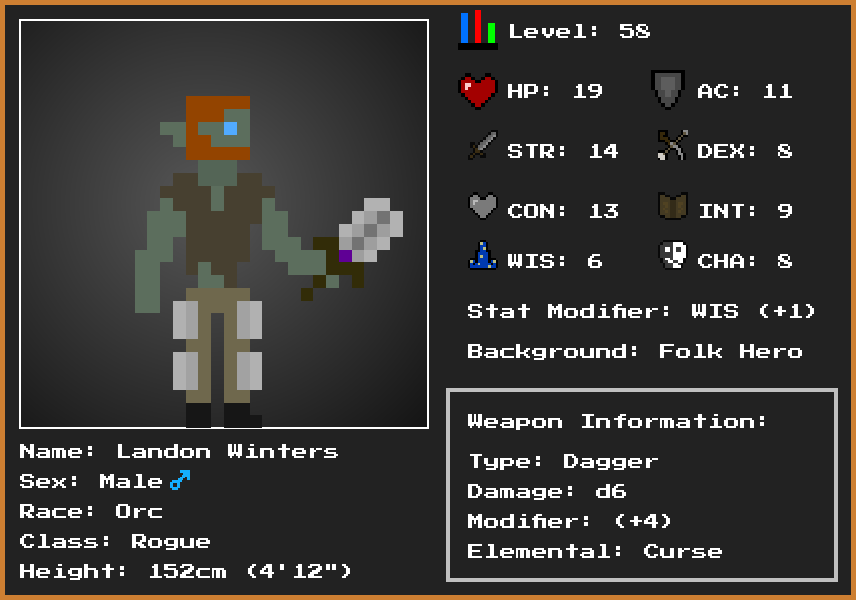 Level: 58
HP: 19
AC: 11
STR: 14
DEX: 8
CON: 13
INT: 9
WIS: 6
CHA: 8
Stat Modifier: WIS (+1)
Background: Folk Hero
Weapon Information:
Type: Dagger
Damage: d6
Modifier: (+4)
Elemental: Curse
Name: Landon Winters
Sex: Male ♂
Race: Orc
Class: Rogue
Height: 152cm (4'12")